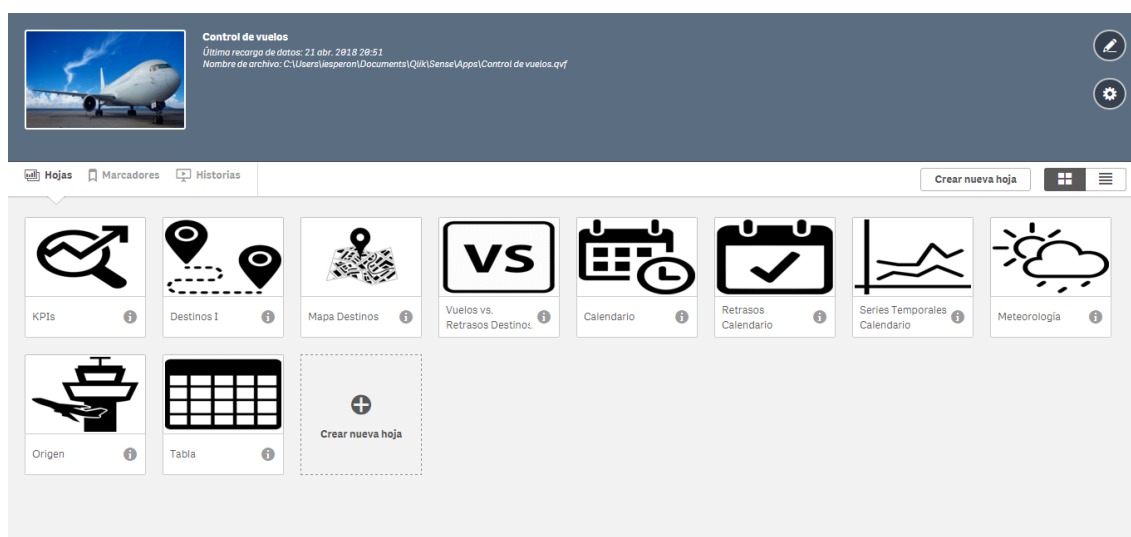 Control de vuelos
Última recarga de datos: 21 abr. 2018 20:51
Nombre de archivo: C:\Users\iesperon\Documents\Qlik\Sense\Apps\Control de vuelos.qvf
Hojas Marcadores Historias Crear nueva hoja
VS
KPIs
Destinos I
Mapa Destinos
Vuelos vs.
Retrasos Destinos
Calendario
Retrasos
Calendario
Series Temporales
Calendario
Meteorología
Origen
Tabla
Crear nueva hoja